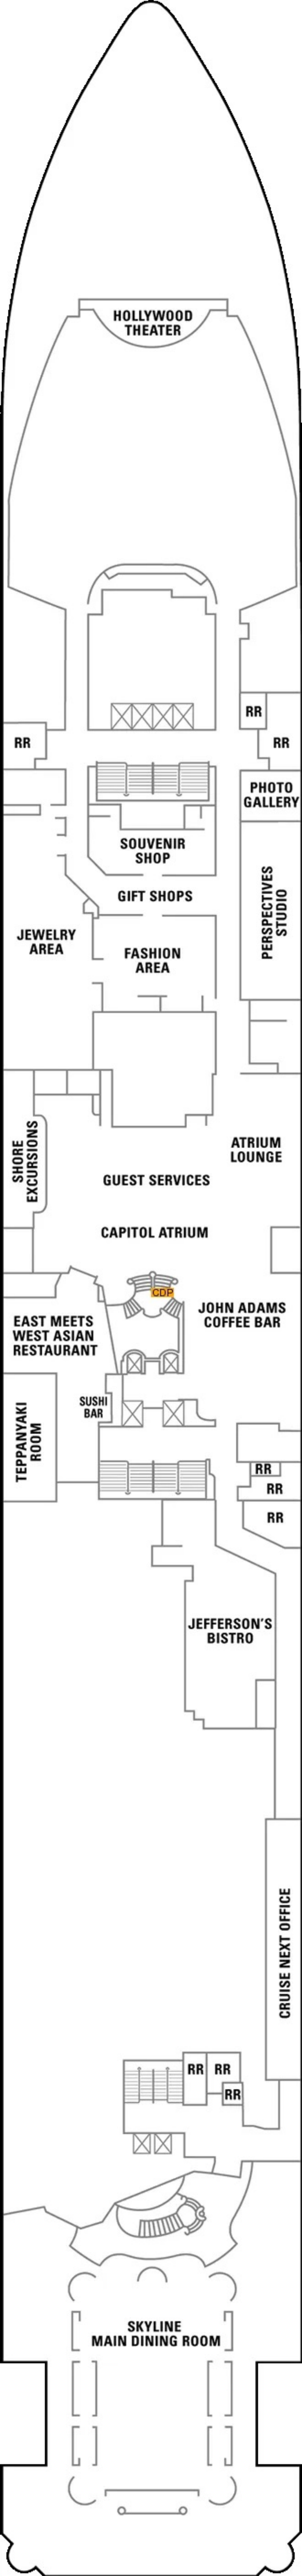 HOLLYWOOD
THEATER
RR
RR
RR
PHOTO
GALLERY
SOUVENIR
SHOP
GIFT SHOPS
PERSPECTIVES
STUDIO
JEWELRY
AREA
FASHION
AREA
SHORE
EXCURSIONS
ATRIUM
LOUNGE
GUEST SERVICES
CAPITOL ATRIUM
CDP
JOHN ADAMS
COFFEE BAR
EAST MEETS
WEST ASIAN
RESTAURANT
SUSHI
BAR
TEPPANYAKI
ROOM
RR
RR
RR
JEFFERSON'S
BISTRO
CRUISE NEXT OFFICE
RR
RR
RR
SKYLINE
MAIN DINING ROOM